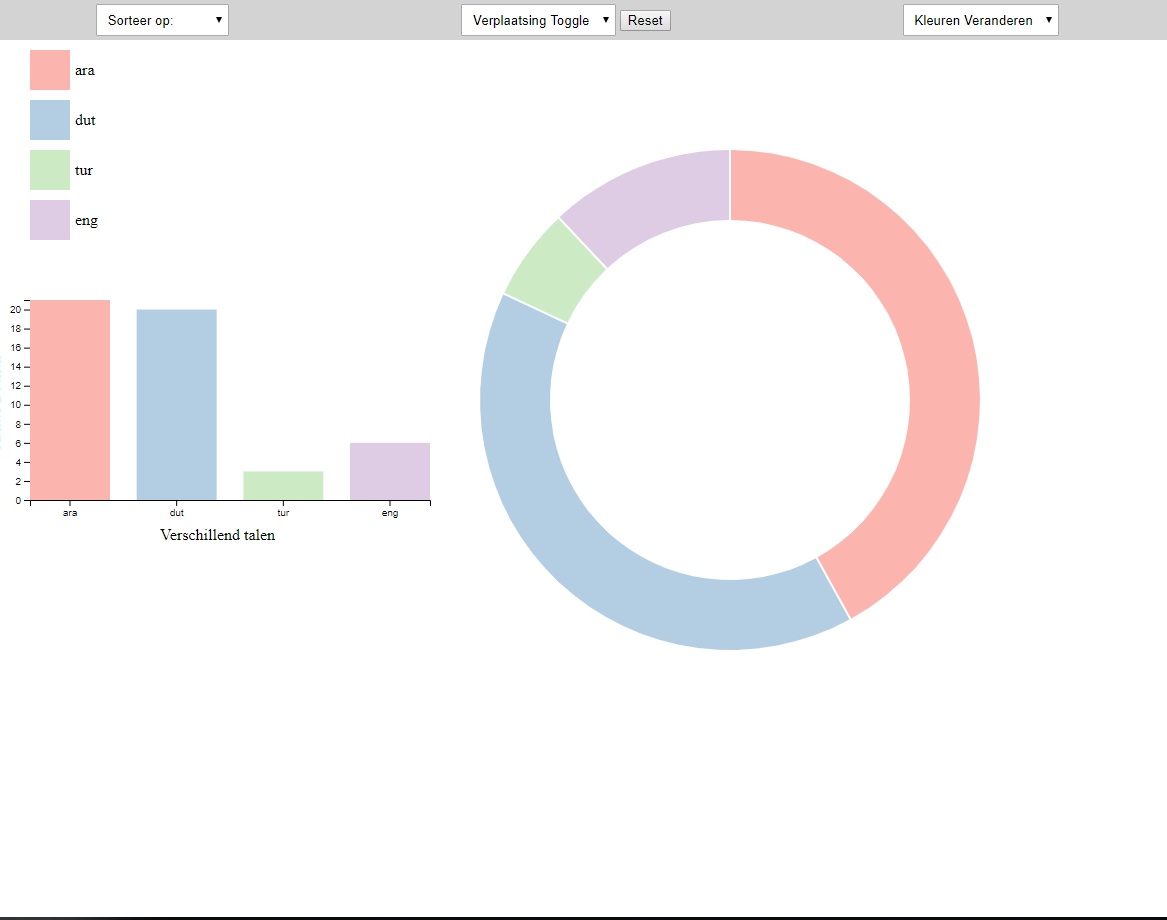 Sorteer op:
Verplaatsing Toggle
Reset
Kleuren Veranderen
ara
dut
tur
eng
20
18
16
14
12
10
8
6
4
2
0
ara dut tur eng
Verschillend talen